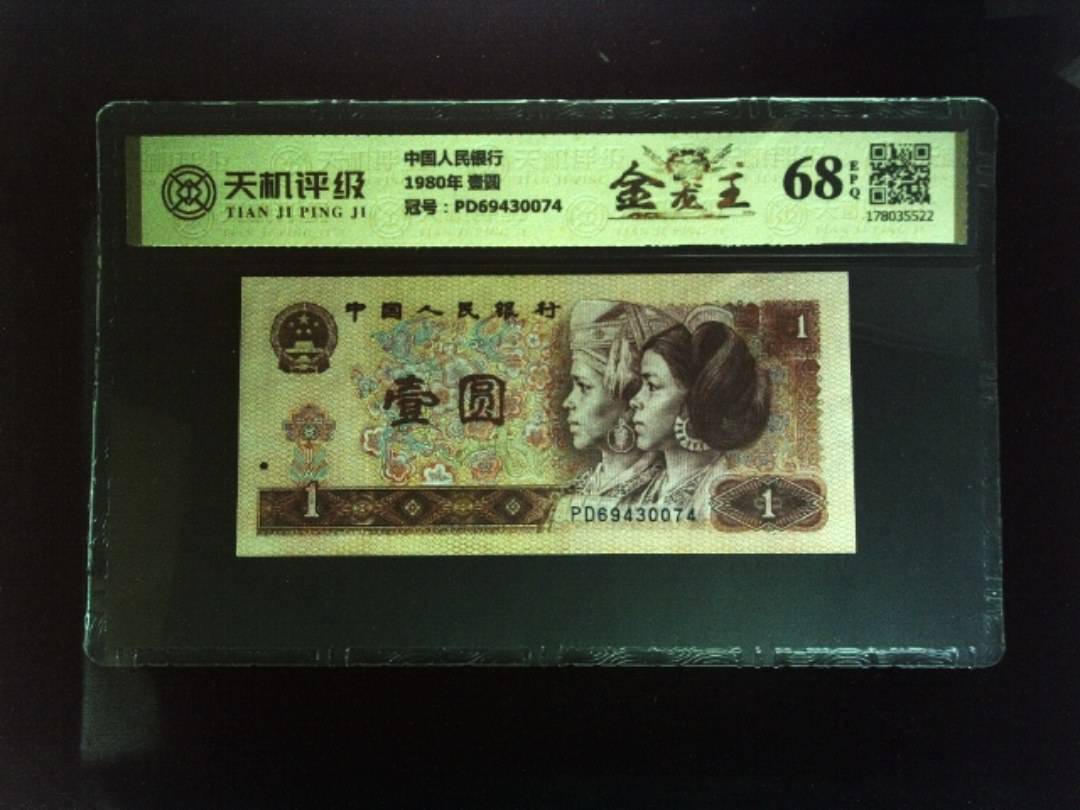 天机评级
TIAN JI PING JI
中国人民银行
1980年 壹圆
冠号：PD69430074
金龙王
68
EPQ
178035522
中国人民银行
1
壹圆
1
PD69430074
1